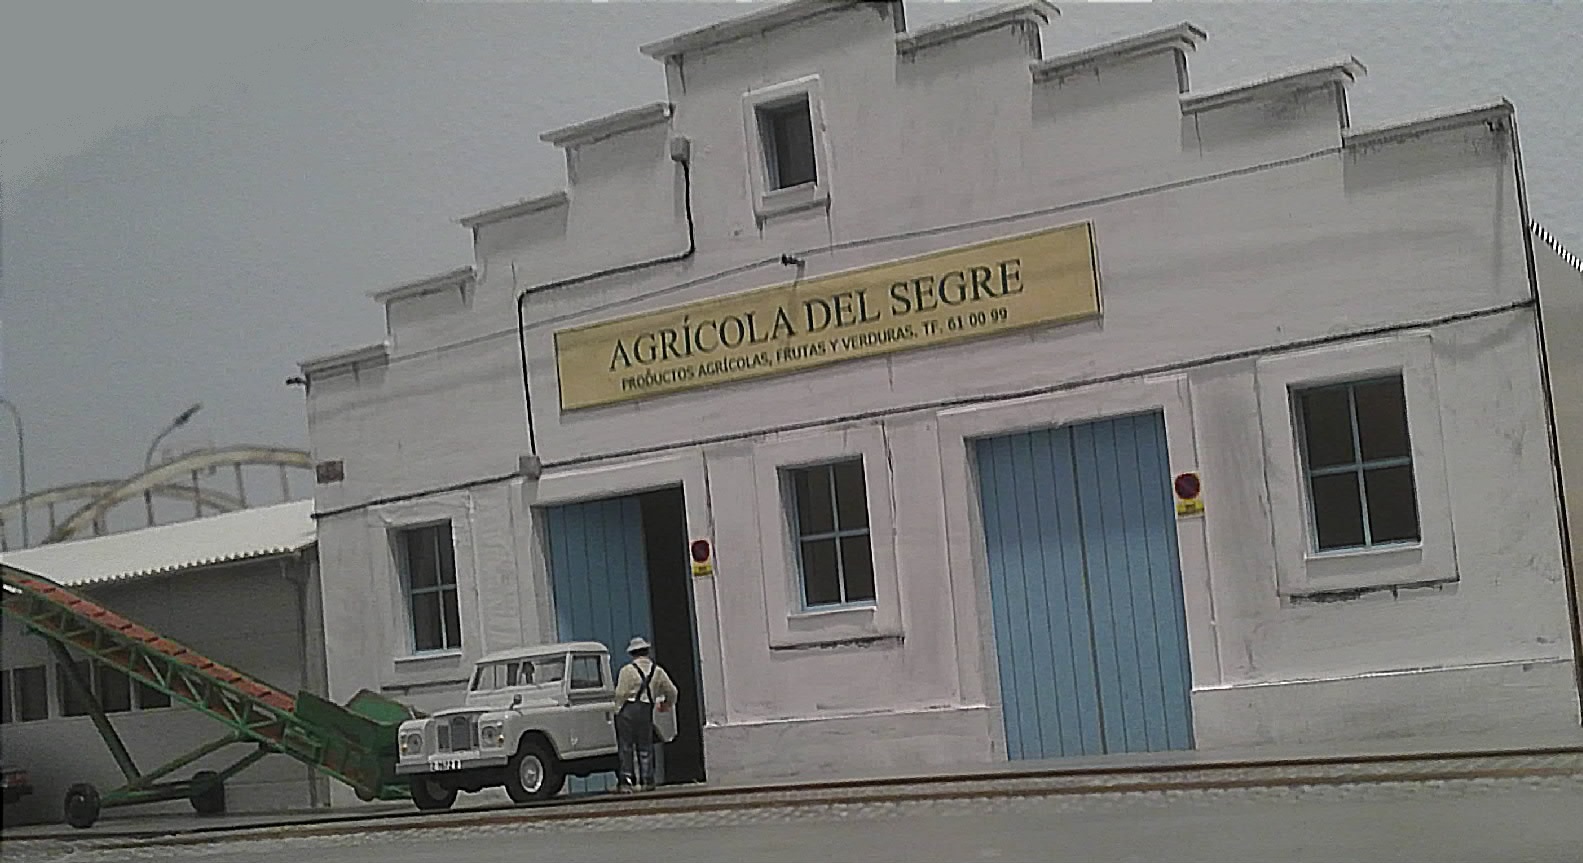 AGRÍCOLA DEL SEGRE
PRODUCTOS AGRÍCOLAS, FRUTAS Y VERDURAS. TF. 61 00 99